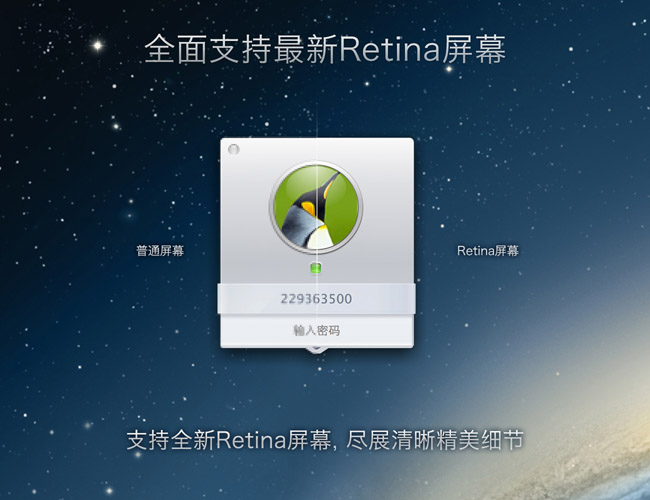 全面支持最新Retina屏幕
普通屏幕
Retina屏幕
229363500
输入密码
支持全新Retina屏幕, 尽展清晰精美细节